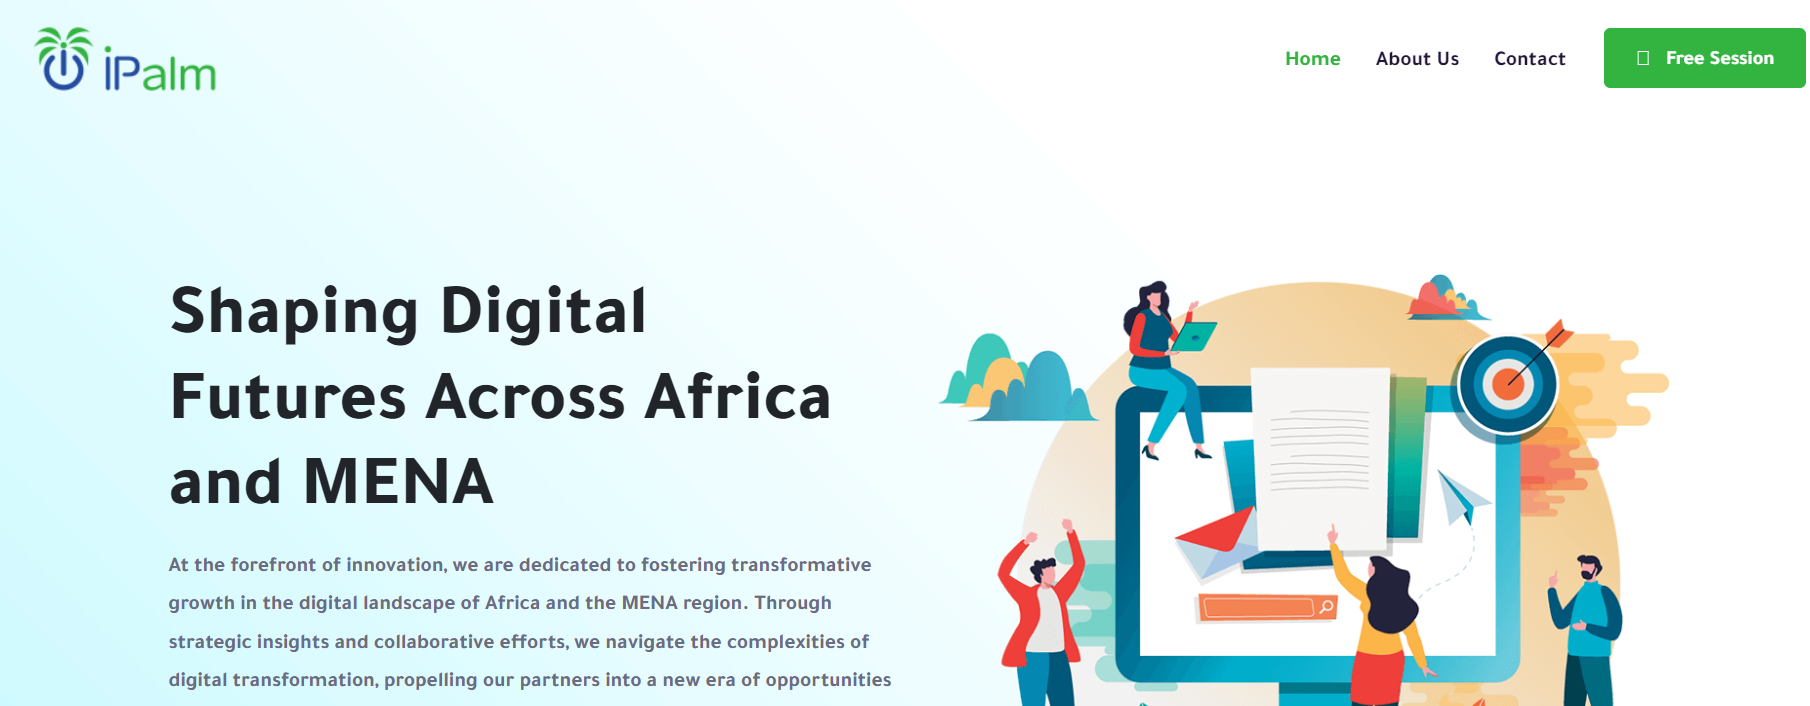 iPalm
Home
About Us
Contact
Free Session
Shaping Digital
Futures Across Africa
and MENA
At the forefront of innovation, we are dedicated to fostering transformative
growth in the digital landscape of Africa and the MENA region. Through
strategic insights and collaborative efforts, we navigate the complexities of
digital transformation, propelling our partners into a new era of opportunities